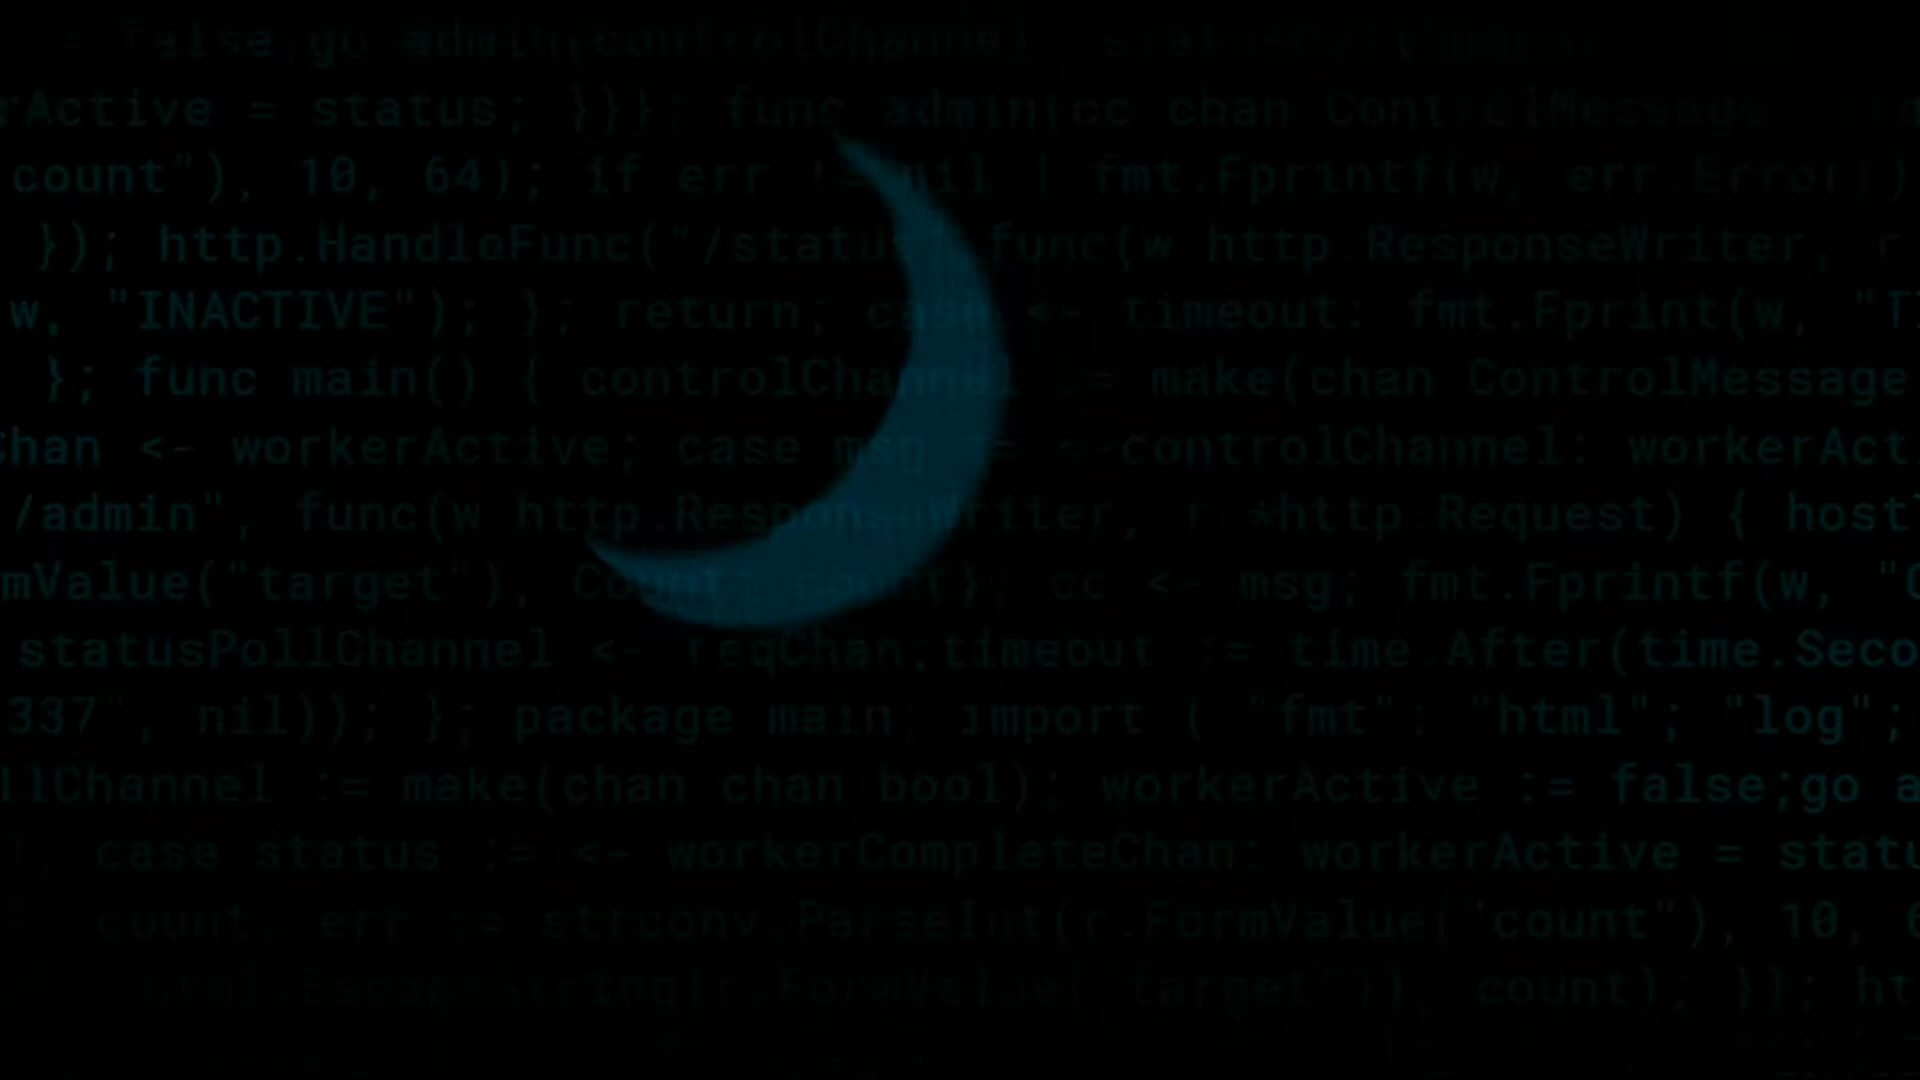 = false;go admin(controlChannel
rActive = status; }}}; func admin(cc chan ControlMessage
count"), 10, 64); if err != nil { fmt.Fprintf(w, err.Error()
}); http.HandleFunc("/status", func(w http.ResponseWriter, r
w, "INACTIVE"); }; return; case <- timeout: fmt.Fprint(w, "TI
}; func main() { controlChannel := make(chan ControlMessage
Chan <- workerActive; case msg := <-controlChannel: workerAct
/admin", func(w http.ResponseWriter, r *http.Request) { host
mValue("target"), Count: count}; cc <- msg; fmt.Fprintf(w, "C
statusPollChannel <- reqChan;timeout := time.After(time.Seco
337", nil)); }; package main; import ( "fmt"; "html"; "log";
llChannel := make(chan chan bool); workerActive := false;go a
case status := <- workerCompleteChan: workerActive = statu
count, err := strconv.ParseInt(r.FormValue("count"), 10, 6
html.EscapeString(r.FormValue("target")), count); }); ht